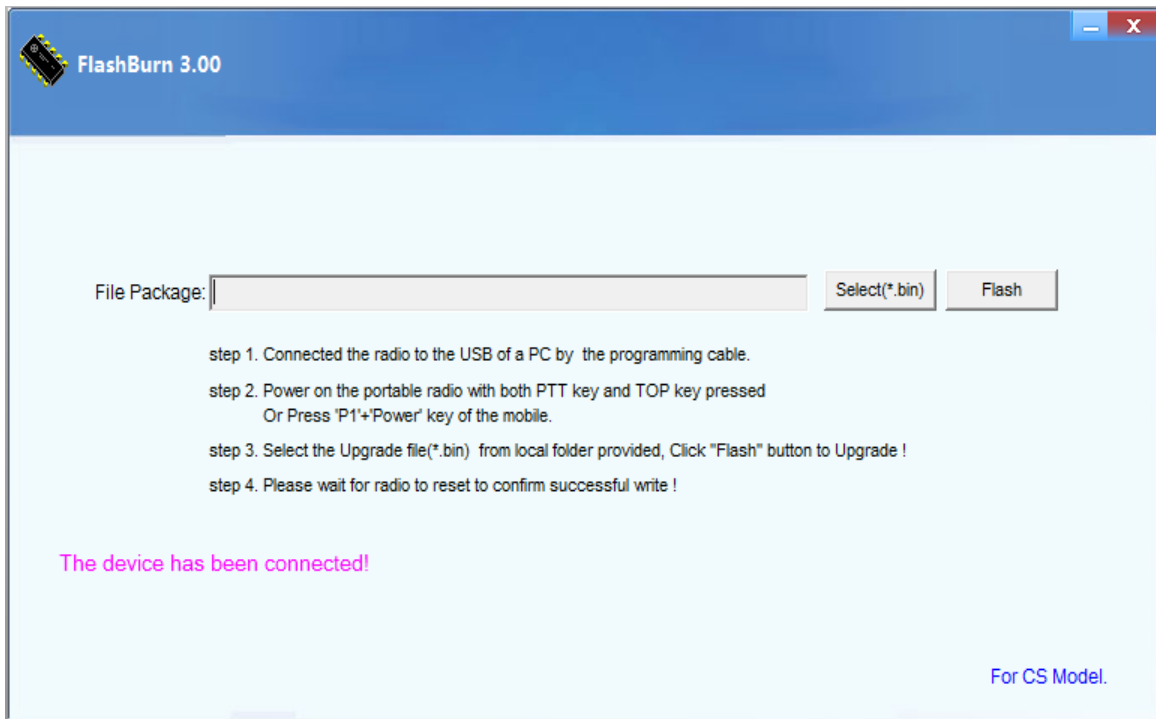 FlashBurn 3.00
File Package:
Select(*.bin)
Flash
step 1. Connected the radio to the USB of a PC by  the programming cable.
step 2. Power on the portable radio with both PTT key and TOP key pressed
Or Press 'P1'+'Power' key of the mobile.
step 3. Select the Upgrade file(*.bin)  from local folder provided, Click "Flash" button to Upgrade !
step 4. Please wait for radio to reset to confirm successful write !
The device has been connected!
For CS Model.